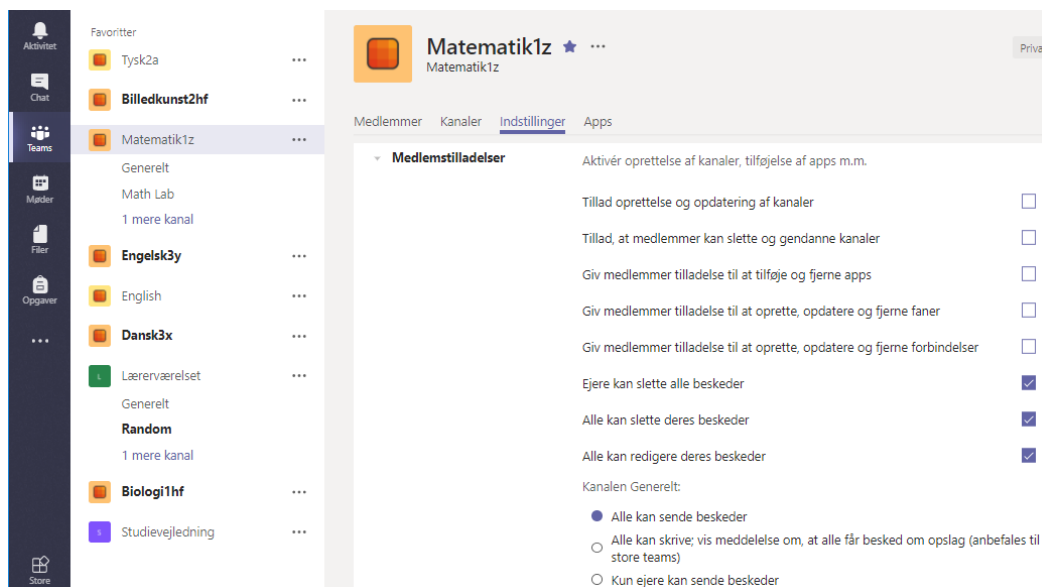 Aktivitet
Chat
Teams
Møder
Filer
Opgaver
Store
Favoritter
Tysk2a
Billedkunst2hf
Matematik1z
Generelt
Math Lab
1 mere kanal
Engelsk3y
English
Dansk3x
Lærerværelset
Generelt
Random
1 mere kanal
Biologi1hf
S
Studievejledning
Matematik1z
Matematik1z
Priva
Medlemmer Kanaler Indstillinger Apps
Medlemstilladelser
Aktivér oprettelse af kanaler, tilføjelse af apps m.m.
Tillad oprettelse og opdatering af kanaler
Tillad, at medlemmer kan slette og gendanne kanaler
Giv medlemmer tilladelse til at tilføje og fjerne apps
Giv medlemmer tilladelse til at oprette, opdatere og fjerne faner
Giv medlemmer tilladelse til at oprette, opdatere og fjerne forbindelser
Ejere kan slette alle beskeder
Alle kan slette deres beskeder
Alle kan redigere deres beskeder
Kanalen Generelt:
Alle kan sende beskeder
Alle kan skrive; vis meddelelse om, at alle får besked om opslag (anbefales til
store teams)
Kun ejere kan sende beskeder